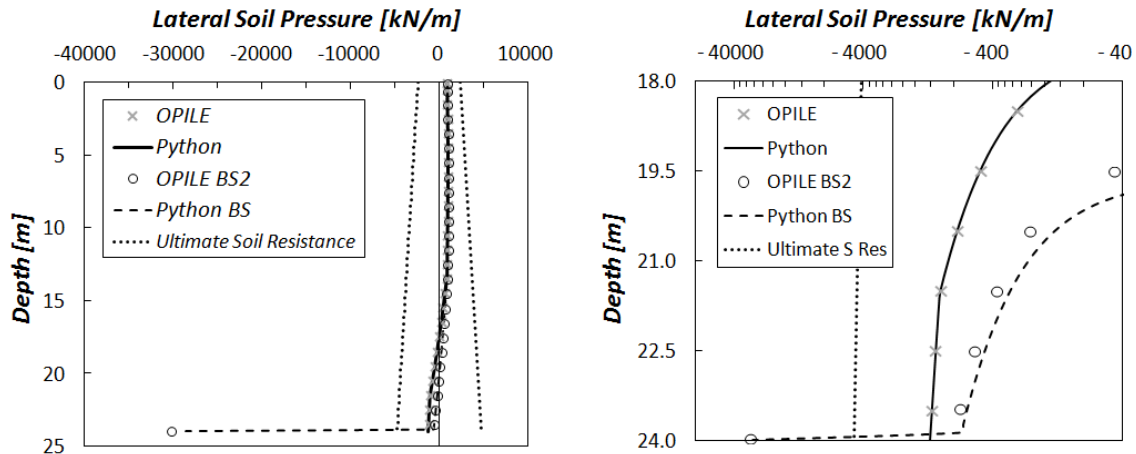 Lateral Soil Pressure [kN/m]
-40000 -30000 -20000 -10000 0 10000
0
5
10
15
20
25
Depth [m]
OPILE
Python
OPILE BS2
Python BS
Ultimate Soil Resistance
Lateral Soil Pressure [kN/m]
- 40000 - 4000 - 400 - 40
18.0
19.5
21.0
22.5
24.0
Depth [m]
OPILE
Python
OPILE BS2
Python BS
Ultimate S Res